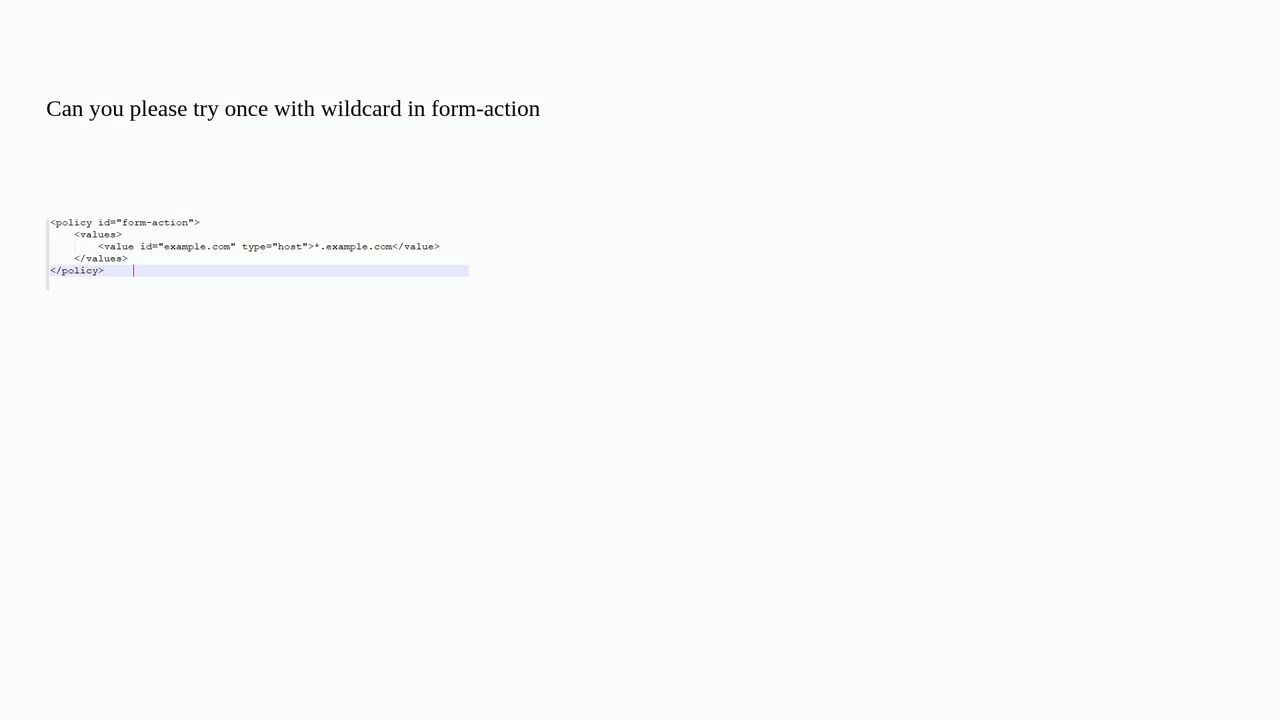 Can you please try once with wildcard in form-action
<policy id="form-action">
<values>
<value id="example.com" type="host">*.example.com</value>
</values>
</policy>